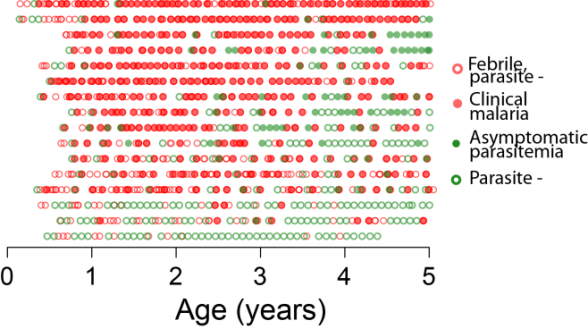 Febrile
parasite -
Clinical
malaria
Asymptomatic
parasitemia
Parasite -
0 1 2 3 4 5
Age (years)